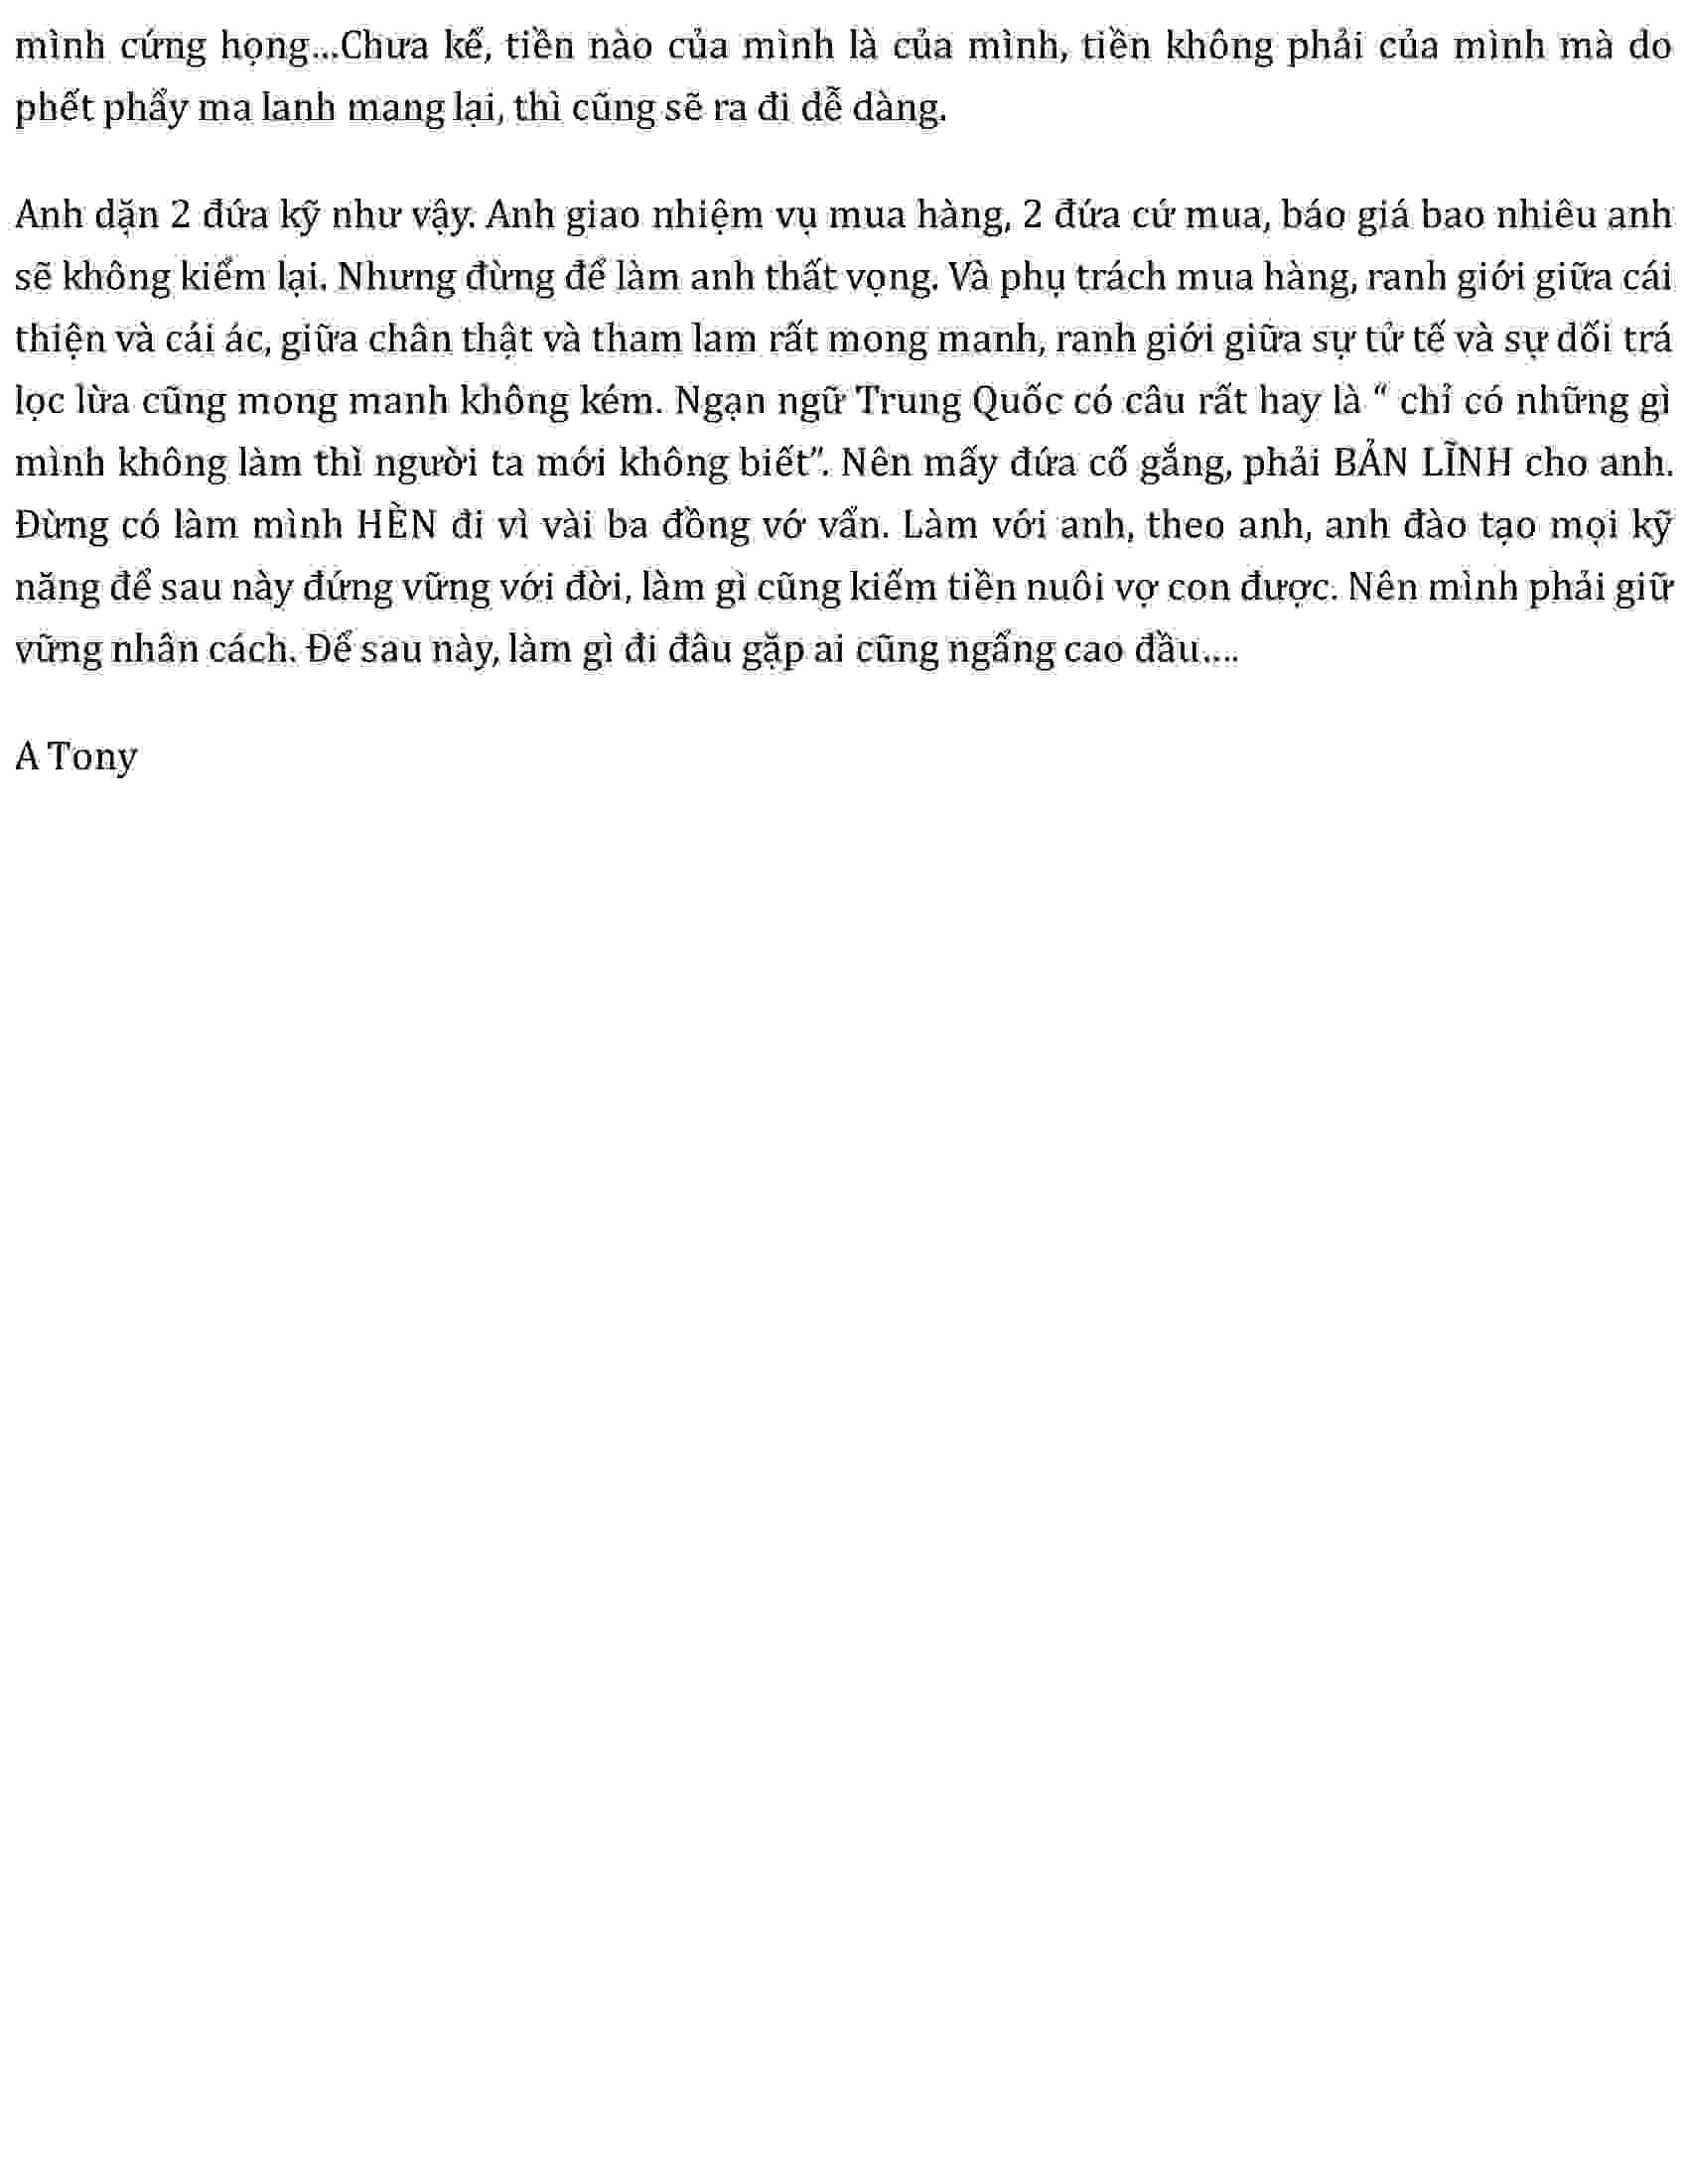 mình cứng họng...Chưa kể, tiền nào của mình là của mình, tiền không phải của mình mà do
phết phẩy ma lanh mang lại, thì cũng sẽ ra đi dễ dàng.
Anh dặn 2 đứa kỹ như vậy. Anh giao nhiệm vụ mua hàng, 2 đứa cứ mua, báo giá bao nhiêu anh
sẽ không kiểm lại. Nhưng đừng để làm anh thất vọng. Và phụ trách mua hàng, ranh giới giữa cái
thiện và cái ác, giữa chân thật và tham lam rất mong manh, ranh giới giữa sự tử tế và sự dối trá
lọc lừa cũng mong manh không kém. Ngạn ngữ Trung Quốc có câu rất hay là “ chỉ có những gì
mình không làm thì người ta mới không biết”. Nên mấy đứa cố gắng, phải BẢN LĨNH cho anh.
Đừng có làm mình HÈN đi vì vài ba đồng vớ vẩn. Làm với anh, theo anh, anh đào tạo mọi kỹ
năng để sau này đứng vững với đời, làm gì cũng kiếm tiền nuôi vợ con được. Nên mình phải giữ
vững nhân cách. Để sau này, làm gì đi đâu gặp ai cũng ngẩng cao đầu....
A Tony